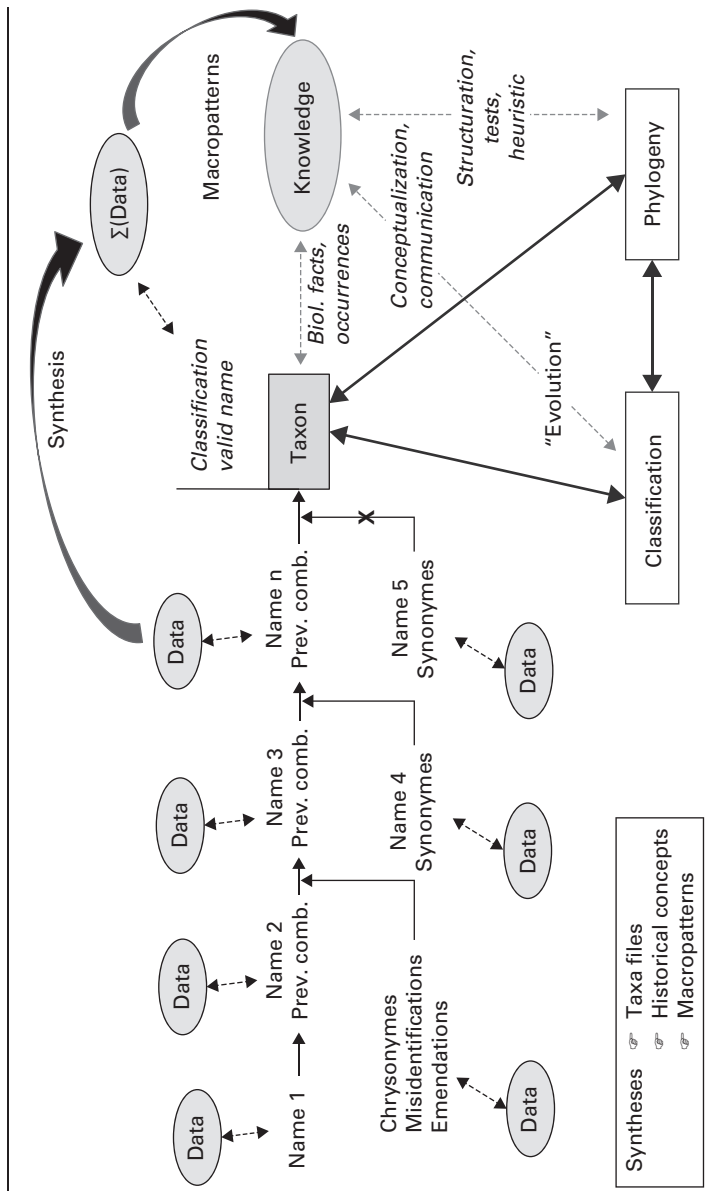 Synthesis
Σ(Data)
Macropatterns
Data
Data
Data
Data
Classification
valid name
Knowledge
Name 1
Name 2
Prev. comb.
Name 3
Prev. comb.
Name n
Prev. comb.
Taxon
Biol. facts,
occurrences
Chrysonymes
Misidentifications
Emendations
Name 4
Synonymes
Name 5
Synonymes
X
Conceptualization,
communication
Structuration,
tests,
heuristic
"Evolution"
Data
Data
Data
Classification
Phylogeny
Syntheses ☞ Taxa files
☞ Historical concepts
☞ Macropatterns